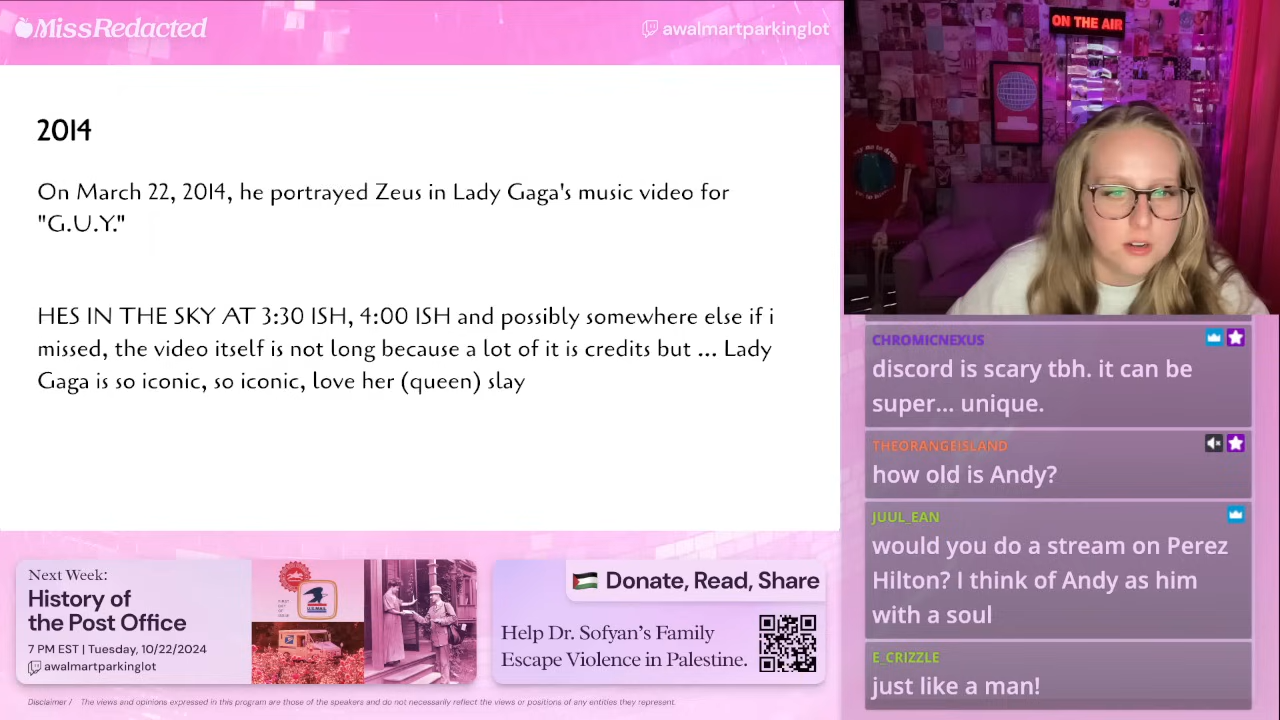 MissRedacted
awalmartparkinglot
ON THE AIR
2014
On March 22, 2014, he portrayed Zeus in Lady Gaga's music video for
"G.U.Y."
HES IN THE SKY AT 3:30 ISH, 4:00 ISH and possibly somewhere else if i
missed, the video itself is not long because a lot of it is credits but ... Lady
Gaga is so iconic, so iconic, love her (queen) slay
CHROMICNEXUS
discord is scary tbh. it can be
super... unique.
THEORANGEISLAND
how old is Andy?
JUUL_EAN
would you do a stream on Perez
Hilton? I think of Andy as him
with a soul
E_CRIZZLE
just like a man!
Next Week:
History of
the Post Office
7 PM EST | Tuesday, 10/22/2024
awalmartparkinglot
Donate, Read, Share
Help Dr. Sofyan's Family
Escape Violence in Palestine.
Disclaimer / The views and opinions expressed in this program are those of the speakers and do not necessarily reflect the views or positions of any entities they represent.